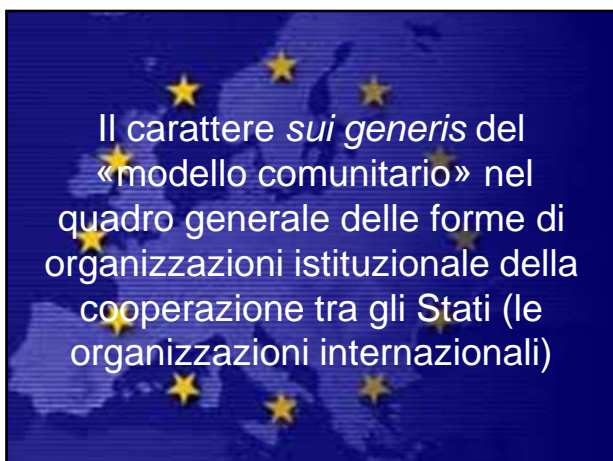 Il carattere sui generis del
«modello comunitario» nel
quadro generale delle forme di
organizzazioni istituzionale della
cooperazione tra gli Stati (le
organizzazioni internazionali)